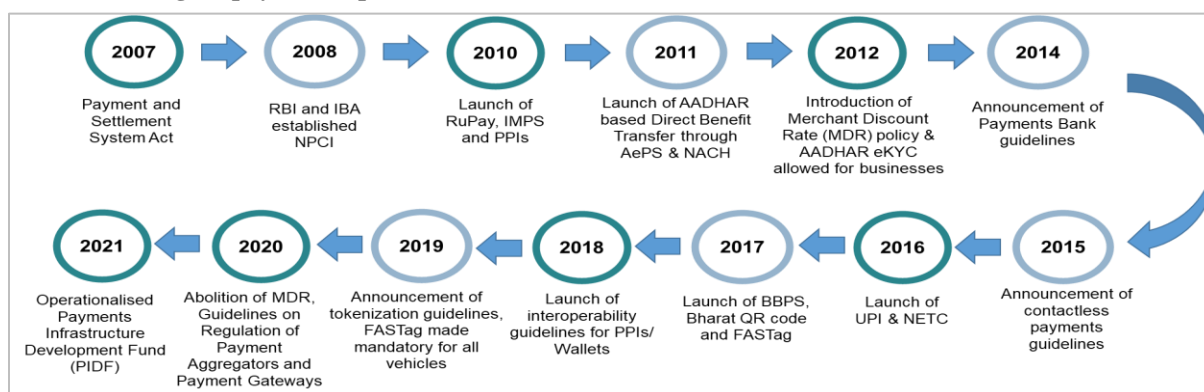 2007
Payment and
Settlement
System Act
2008
RBI and IBA
established
NPCI
2010
Launch of
RuPay, IMPS
and PPIs
2011
Launch of AADHAR
based Direct Benefit
Transfer through
AePS & NACH
2012
Introduction of
Merchant Discount
Rate (MDR) policy &
AADHAR eKYC
allowed for businesses
2014
Announcement of
Payments Bank
guidelines
2015
Announcement of
contactless
payments
guidelines
2016
Launch of
UPI & NETC
2017
Launch of BBPS,
Bharat QR code
and FASTag
2018
Launch of
interoperability
guidelines for PPIs/
Wallets
2019
Announcement of
tokenization guidelines,
FASTag made
mandatory for all
vehicles
2020
Abolition of MDR,
Guidelines on
Regulation of
Payment
Aggregators and
Payment Gateways
2021
Operationalised
Payments
Infrastructure
Development Fund
(PIDF)